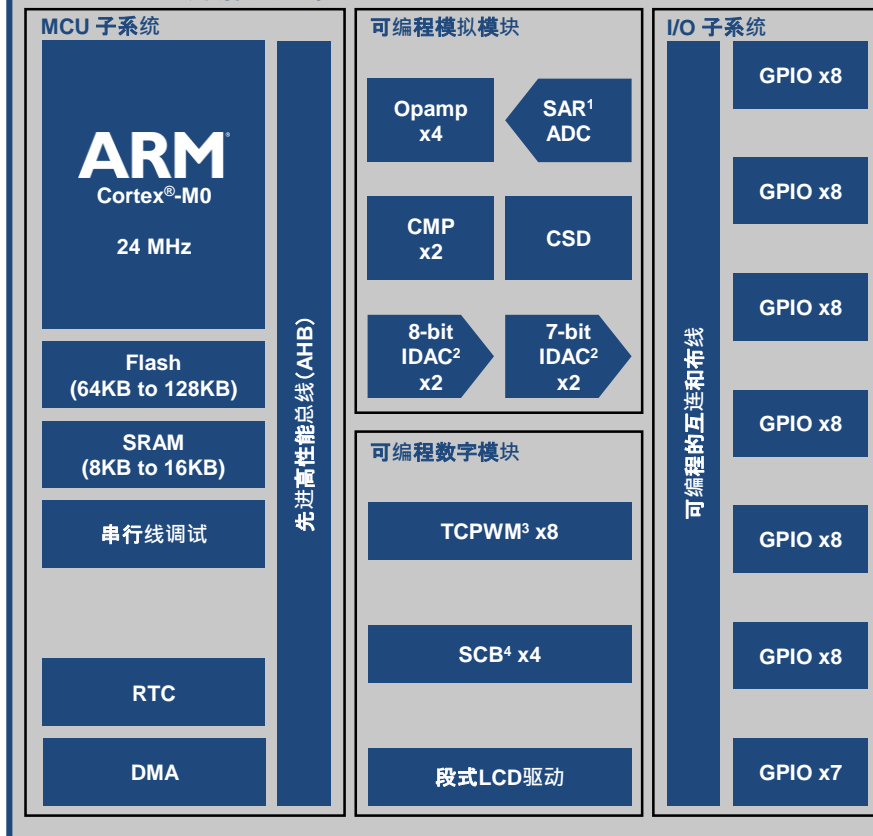 MCU 子系统
ARM®
Cortex®-M0
24 MHz
Flash
(64KB to 128KB)
SRAM
(8KB to 16KB)
串行线调试
RTC
DMA
先进高性能总线(AHB)
可编程模拟模块
Opamp
x4
SAR¹
ADC
CMP
x2
CSD
8-bit
IDAC²
x2
7-bit
IDAC²
x2
可编程数字模块
TCPWM³ x8
SCB⁴ x4
段式LCD驱动
I/O 子系统
可编程的互连和布线
GPIO x8
GPIO x8
GPIO x8
GPIO x8
GPIO x8
GPIO x8
GPIO x7